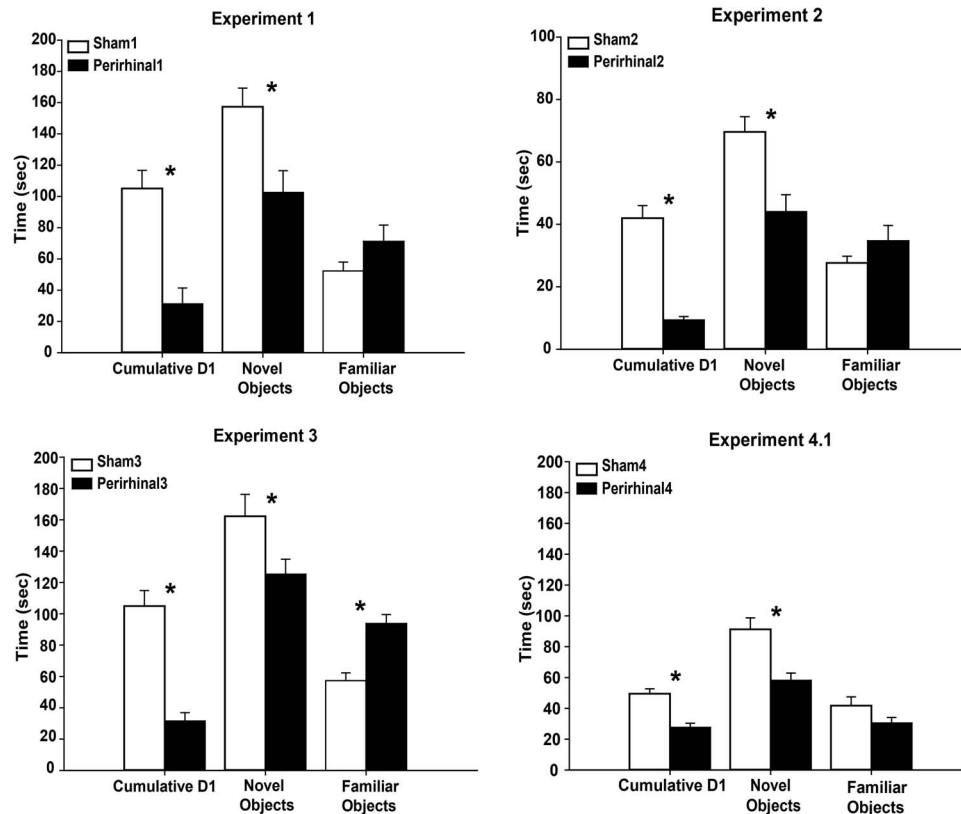 Experiment 1
200
180
160
140
120
100
80
60
40
20
0
Time (sec)
Sham1
Perirhinal1
*
*
Cumulative D1
Novel
Objects
Familiar
Objects
Experiment 2
100
80
60
40
20
0
Time (sec)
Sham2
Perirhinal2
*
*
Cumulative D1
Novel
Objects
Familiar
Objects
Experiment 3
200
180
160
140
120
100
80
60
40
20
0
Time (sec)
Sham3
Perirhinal3
*
*
*
Cumulative D1
Novel
Objects
Familiar
Objects
Experiment 4.1
200
180
160
140
120
100
80
60
40
20
0
Time (sec)
Sham4
Perirhinal4
*
*
Cumulative D1
Novel
Objects
Familiar
Objects